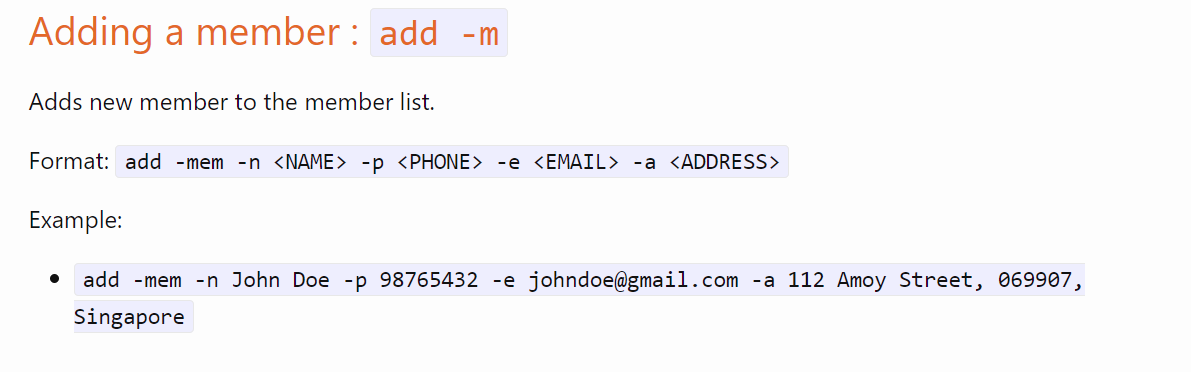 Adding a member : add -m
Adds new member to the member list.
Format: add -mem -n <NAME> -p <PHONE> -e <EMAIL> -a <ADDRESS>
Example:
• add -mem -n John Doe -p 98765432 -e johndoe@gmail.com -a 112 Amoy Street, 069907,
Singapore